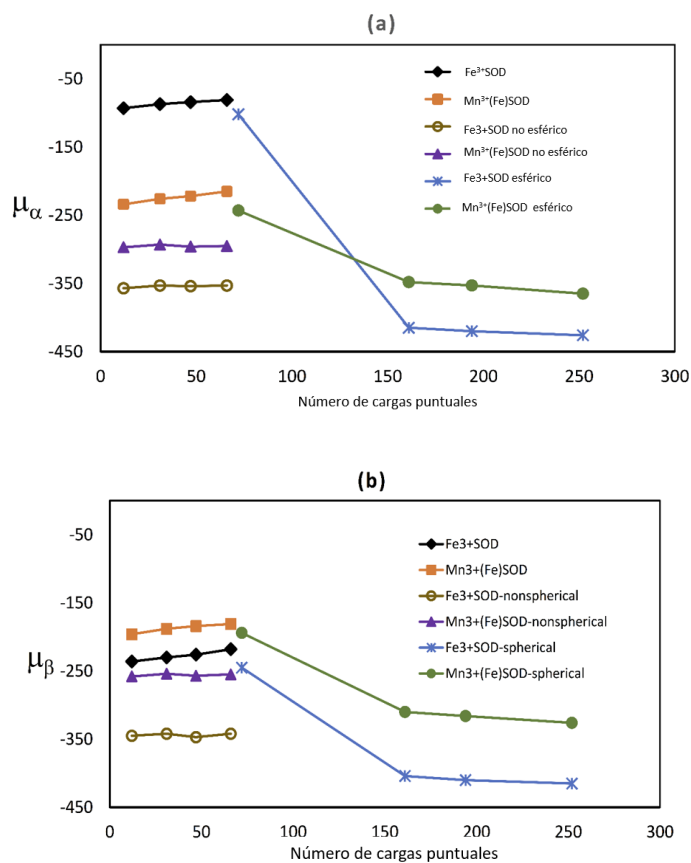 (a)
-50
-150
-250
-350
-450
μα
0
50
100
150
200
250
300
Número de cargas puntuales
Fe³⁺SOD
Mn³⁺(Fe)SOD
Fe3+SOD no esférico
Mn³⁺(Fe)SOD no esférico
Fe3+SOD esférico
Mn³⁺(Fe)SOD esférico
(b)
-50
-150
-250
-350
-450
μβ
0
50
100
150
200
250
300
Número de cargas puntuales
Fe3+SOD
Mn3+(Fe)SOD
Fe3+SOD-nonspherical
Mn3+(Fe)SOD-nonspherical
Fe3+SOD-spherical
Mn3+(Fe)SOD-spherical